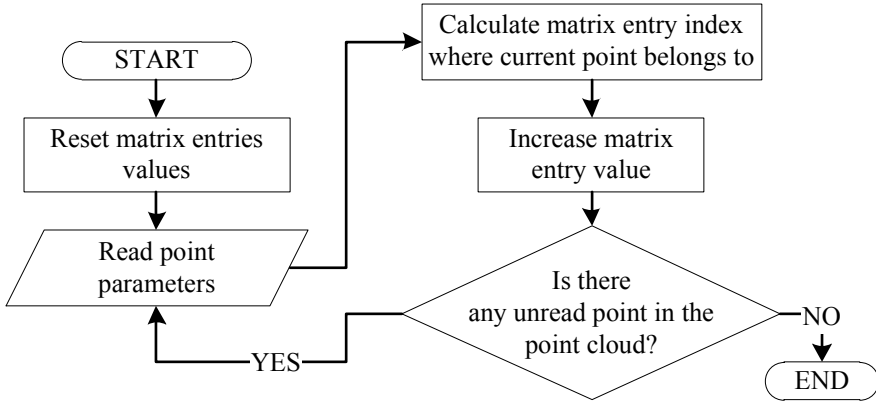 START
Reset matrix entries
values
Read point
parameters
Calculate matrix entry index
where current point belongs to
Increase matrix
entry value
Is there
any unread point in the
point cloud?
YES
NO
END